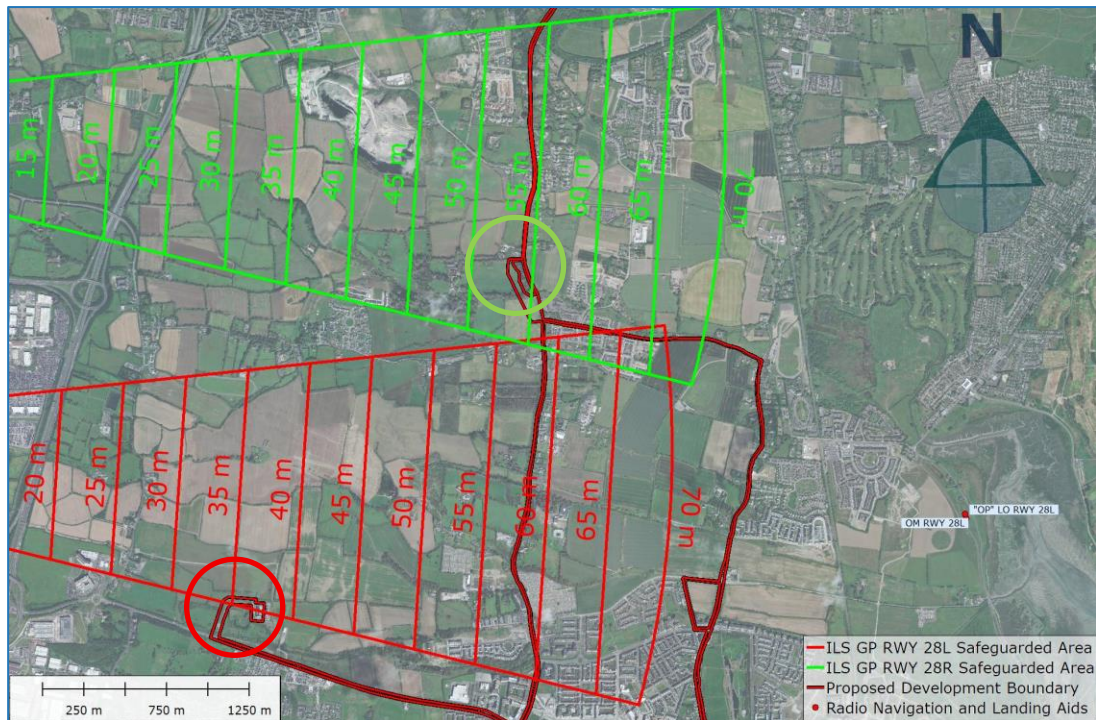 N
15 m
20 m
25 m
30 m
35 m
40 m
45 m
50 m
55 m
60 m
65 m
70 m
20 m
25 m
30 m
35 m
40 m
45 m
50 m
55 m
60 m
65 m
70 m
"OP" LO RWY 28L
OM RWY 28L
ILS GP RWY 28L Safeguarded Area
ILS GP RWY 28R Safeguarded Area
Proposed Development Boundary
Radio Navigation and Landing Aids
250 m 750 m 1250 m